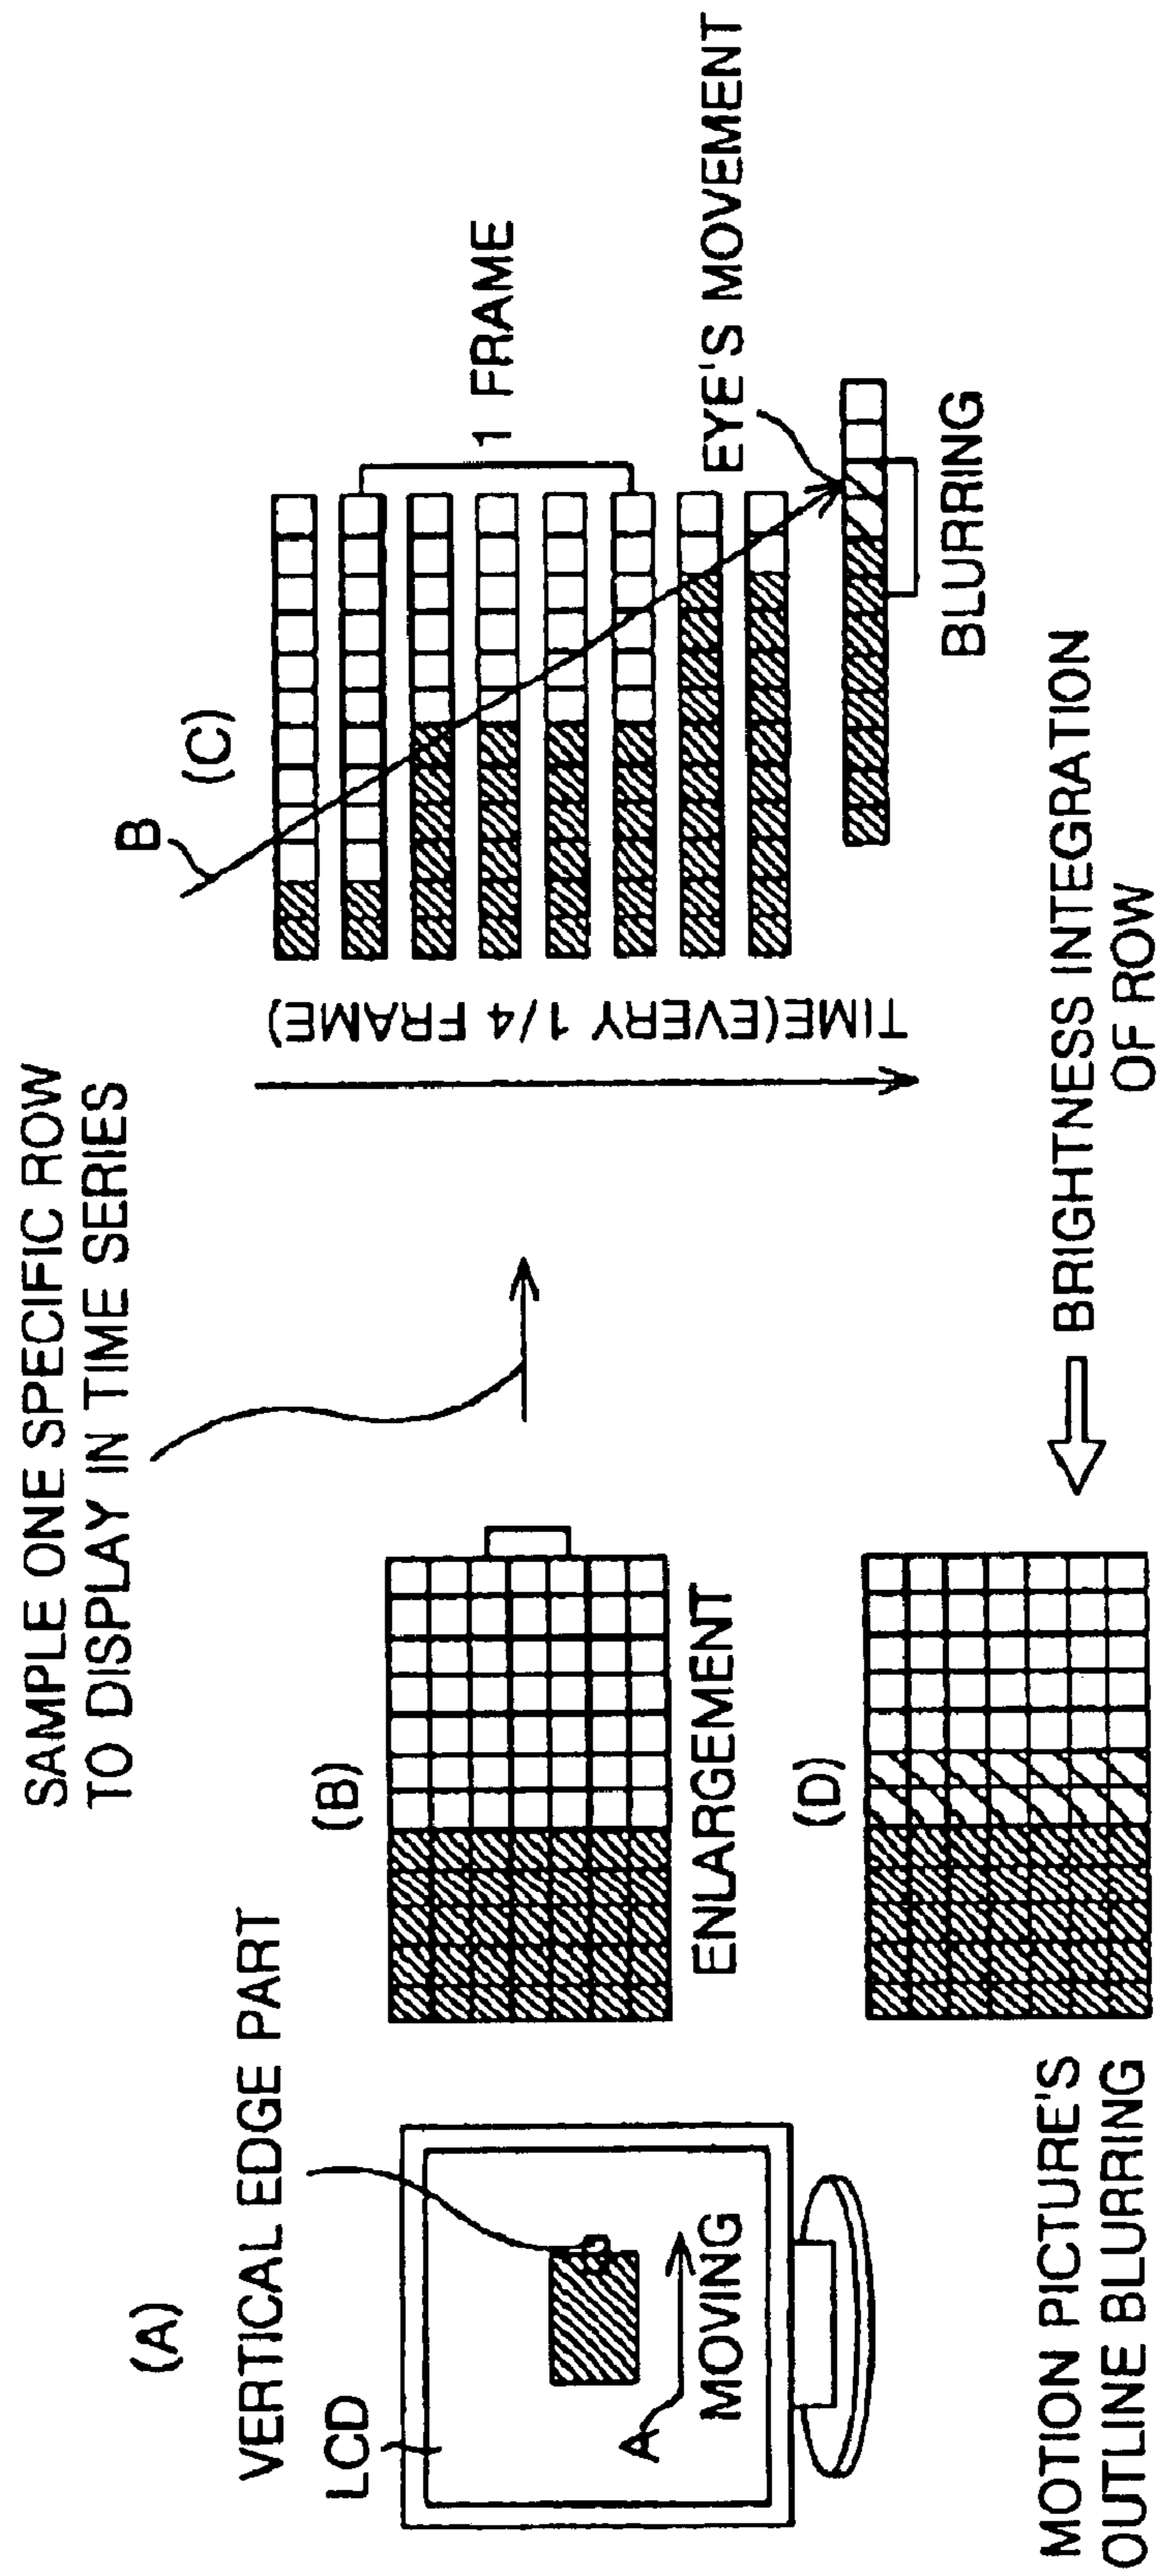 (A)
VERTICAL EDGE PART
LCD
A
MOVING
SAMPLE ONE SPECIFIC ROW
TO DISPLAY IN TIME SERIES
(B)
ENLARGEMENT
(C)
B
TIME(EVERY 1/4 FRAME)
1 FRAME
EYE'S MOVEMENT
BLURRING
BRIGHTNESS INTEGRATION
OF ROW
(D)
MOTION PICTURE'S
OUTLINE BLURRING